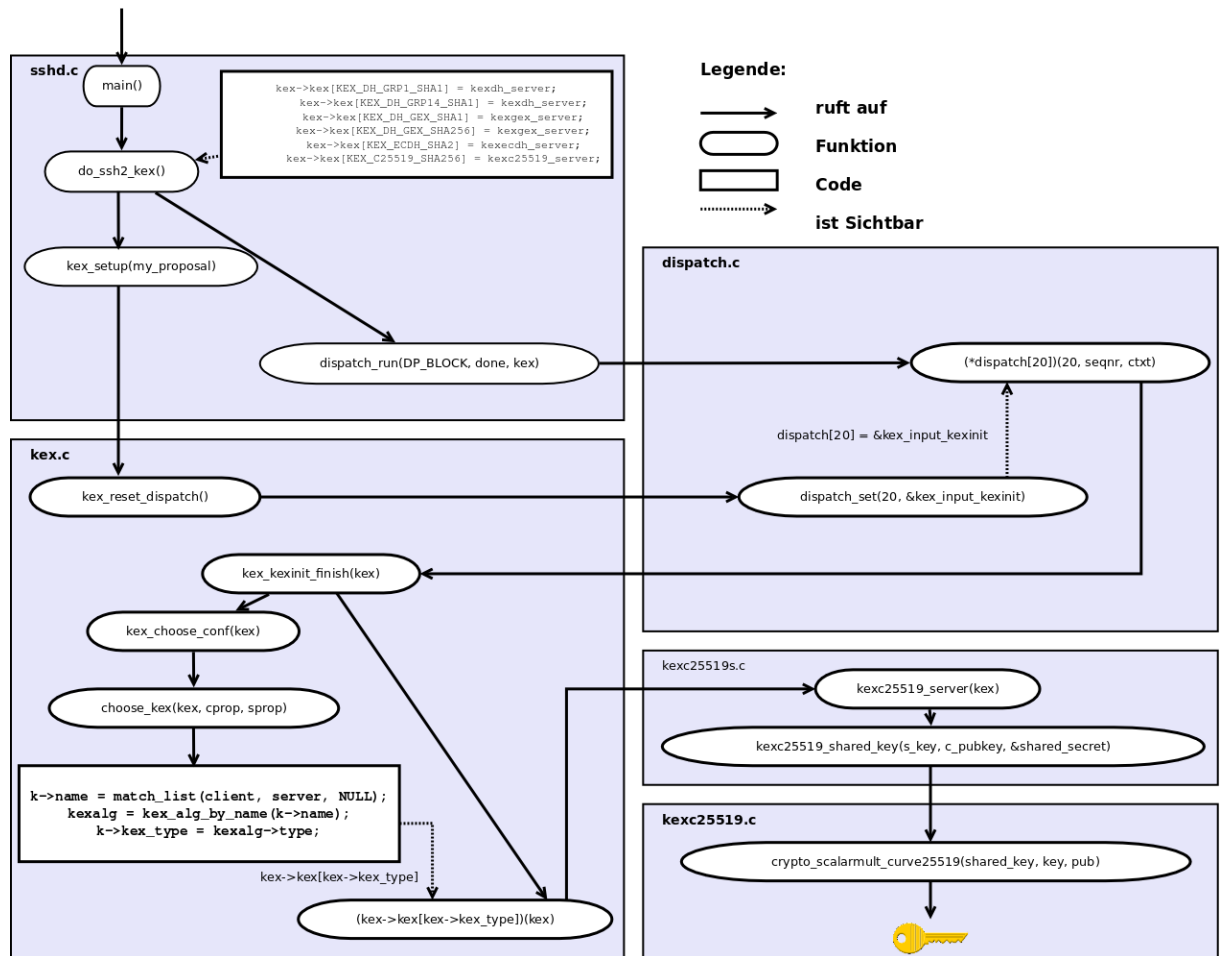 sshd.c
main()
kex->kex[KEX_DH_GRP1_SHA1] = kexdh_server;
kex->kex[KEX_DH_GRP14_SHA1] = kexdh_server;
kex->kex[KEX_DH_GEX_SHA1] = kexgex_server;
kex->kex[KEX_DH_GEX_SHA256] = kexgex_server;
kex->kex[KEX_ECDH_SHA2] = kexecdh_server;
kex->kex[KEX_C25519_SHA256] = kexc25519_server;
do_ssh2_kex()
kex_setup(my_proposal)
dispatch_run(DP_BLOCK, done, kex)
Legende:
ruft auf
Funktion
Code
ist Sichtbar
dispatch.c
(*dispatch[20])(20, seqnr, ctxt)
dispatch[20] = &kex_input_kexinit
dispatch_set(20, &kex_input_kexinit)
kex.c
kex_reset_dispatch()
kex_kexinit_finish(kex)
kex_choose_conf(kex)
choose_kex(kex, cprop, sprop)
k->name = match_list(client, server, NULL);
kexalg = kex_alg_by_name(k->name);
k->kex_type = kexalg->type;
kex->kex[kex->kex_type]
(kex->kex[kex->kex_type])(kex)
kexc25519s.c
kexc25519_server(kex)
kexc25519_shared_key(s_key, c_pubkey, &shared_secret)
kexc25519.c
crypto_scalarmult_curve25519(shared_key, key, pub)